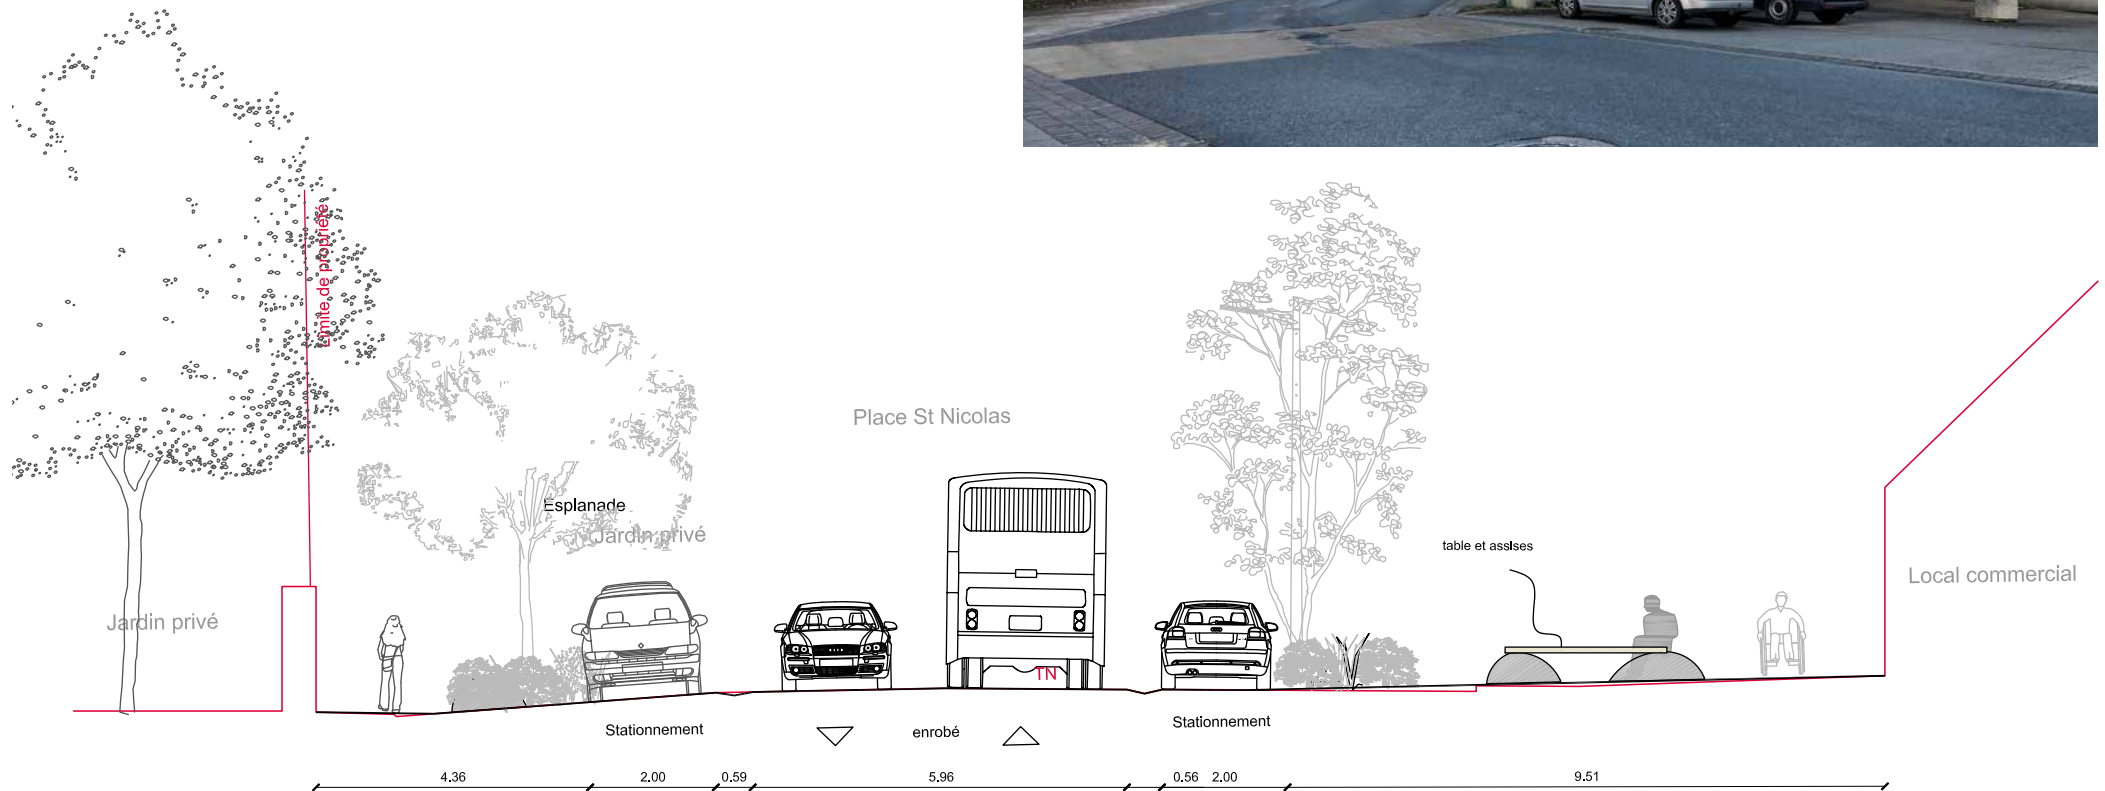 Limite de propriété
Place St Nicolas
Esplanade
Jardin privé
table et assises
Local commercial
Jardin privé
TN
Stationnement
enrobé
Stationnement
4.36
2.00
0.59
5.96
0.56
2.00
9.51